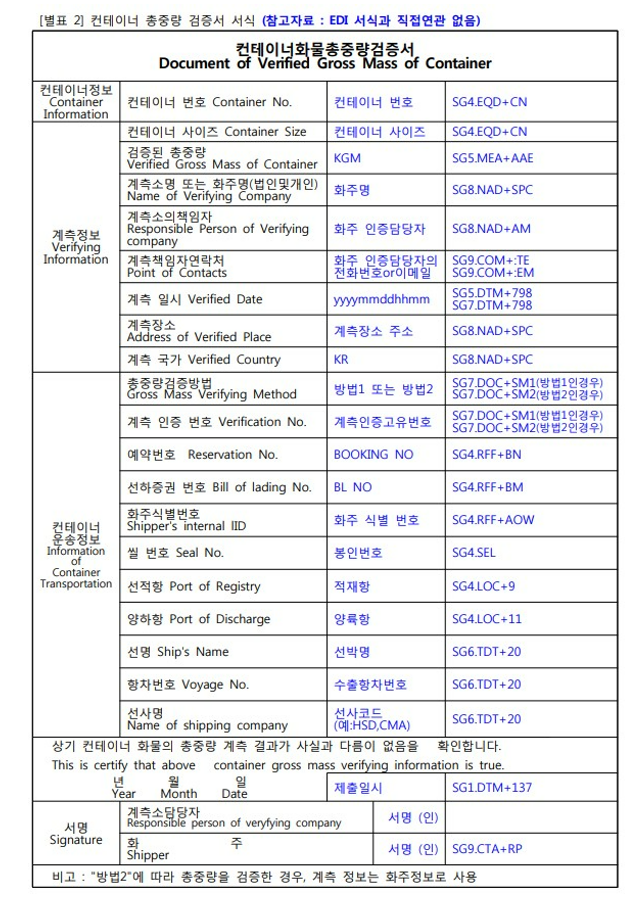 [별표 2] 컨테이너 총중량 검증서 서식 (참고자료 : EDI 서식과 직접연관 없음)
컨테이너화물총중량검증서
Document of Verified Gross Mass of Container
컨테이너정보
Container
Information
컨테이너 번호 Container No.
컨테이너 번호
SG4.EQD+CN
계측정보
Verifying
Information
컨테이너 사이즈 Container Size
컨테이너 사이즈
SG4.EQD+CN
검증된 총중량
Verified Gross Mass of Container
KGM
SG5.MEA+AAE
계측소명 또는 화주명(법인및개인)
Name of Verifying Company
화주명
SG8.NAD+SPC
계측소의책임자
Responsible Person of Verifying
company
화주 인증담당자
SG8.NAD+AM
계측책임자연락처
Point of Contacts
화주 인증담당자의
전화번호or이메일
SG9.COM+:TE
SG9.COM+:EM
계측 일시 Verified Date
yyyymmddhhmm
SG5.DTM+798
SG7.DTM+798
계측장소
Address of Verified Place
계측장소 주소
SG8.NAD+SPC
계측 국가 Verified Country
KR
SG8.NAD+SPC
컨테이너
운송정보
Information
of
Container
Transportation
총중량검증방법
Gross Mass Verifying Method
방법1 또는 방법2
SG7.DOC+SM1(방법1인경우)
SG7.DOC+SM2(방법2인경우)
계측 인증 번호 Verification No.
계측인증고유번호
SG7.DOC+SM1(방법1인경우)
SG7.DOC+SM2(방법2인경우)
예약번호 Reservation No.
BOOKING NO
SG4.RFF+BN
선하증권 번호 Bill of lading No.
BL NO
SG4.RFF+BM
화주식별번호
Shipper's internal IID
화주 식별 번호
SG4.RFF+AOW
씰 번호 Seal No.
봉인번호
SG4.SEL
선적항 Port of Registry
적재항
SG4.LOC+9
양하항 Port of Discharge
양륙항
SG4.LOC+11
선명 Ship's Name
선박명
SG6.TDT+20
항차번호 Voyage No.
수출항차번호
SG6.TDT+20
선사명
Name of shipping company
선사코드
(예:HSD,CMA)
SG6.TDT+20
상기 컨테이너 화물의 총중량 계측 결과가 사실과 다름이 없음을 확인합니다.
This is certify that above container gross mass verifying information is true.
년 월 일
Year Month Date
제출일시
SG1.DTM+137
서명
Signature
계측소담당자
Responsible person of veryfying company
서명 (인)
화 주
Shipper
서명 (인)
SG9.CTA+RP
비고 : "방법2"에 따라 총중량을 검증한 경우, 계측 정보는 화주정보로 사용